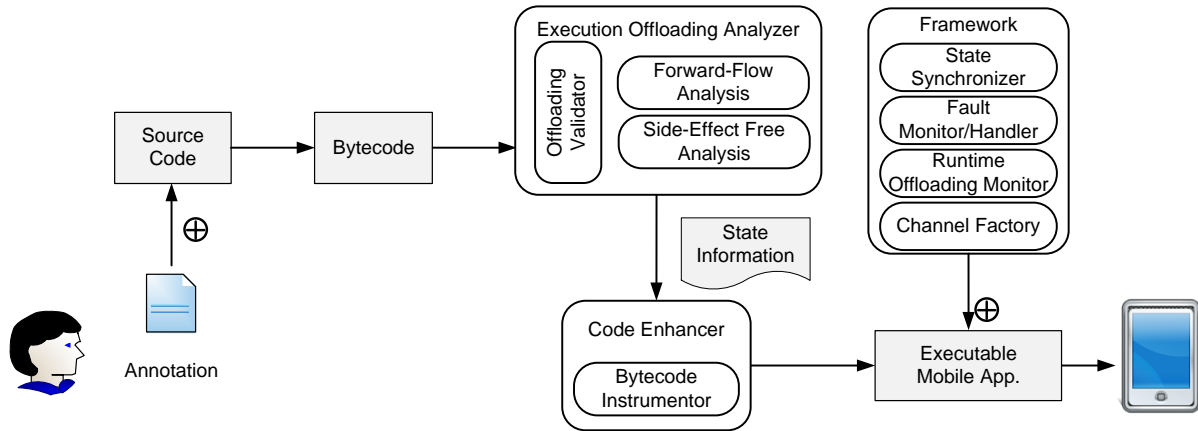 Execution Offloading Analyzer
Offloading
Validator
Forward-Flow
Analysis
Side-Effect Free
Analysis
Framework
State
Synchronizer
Fault
Monitor/Handler
Runtime
Offloading Monitor
Channel Factory
Source
Code
Bytecode
State
Information
Annotation
Code Enhancer
Bytecode
Instrumentor
Executable
Mobile App.